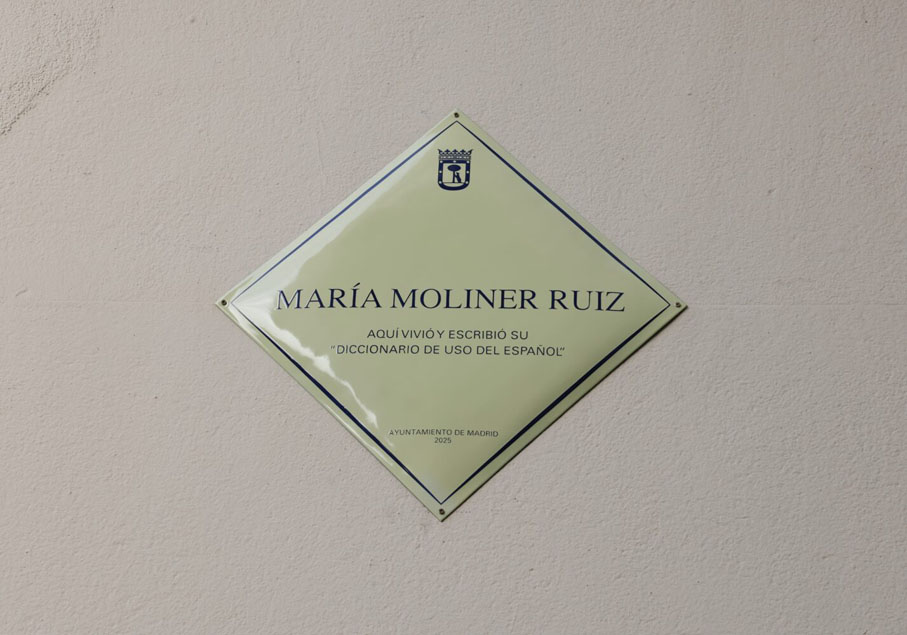 MARÍA MOLINER RUIZ
AQUÍ VIVIÓ Y ESCRIBIÓ SU
"DICCIONARIO DE USO DEL ESPAÑOL"
AYUNTAMIENTO DE MADRID
2025